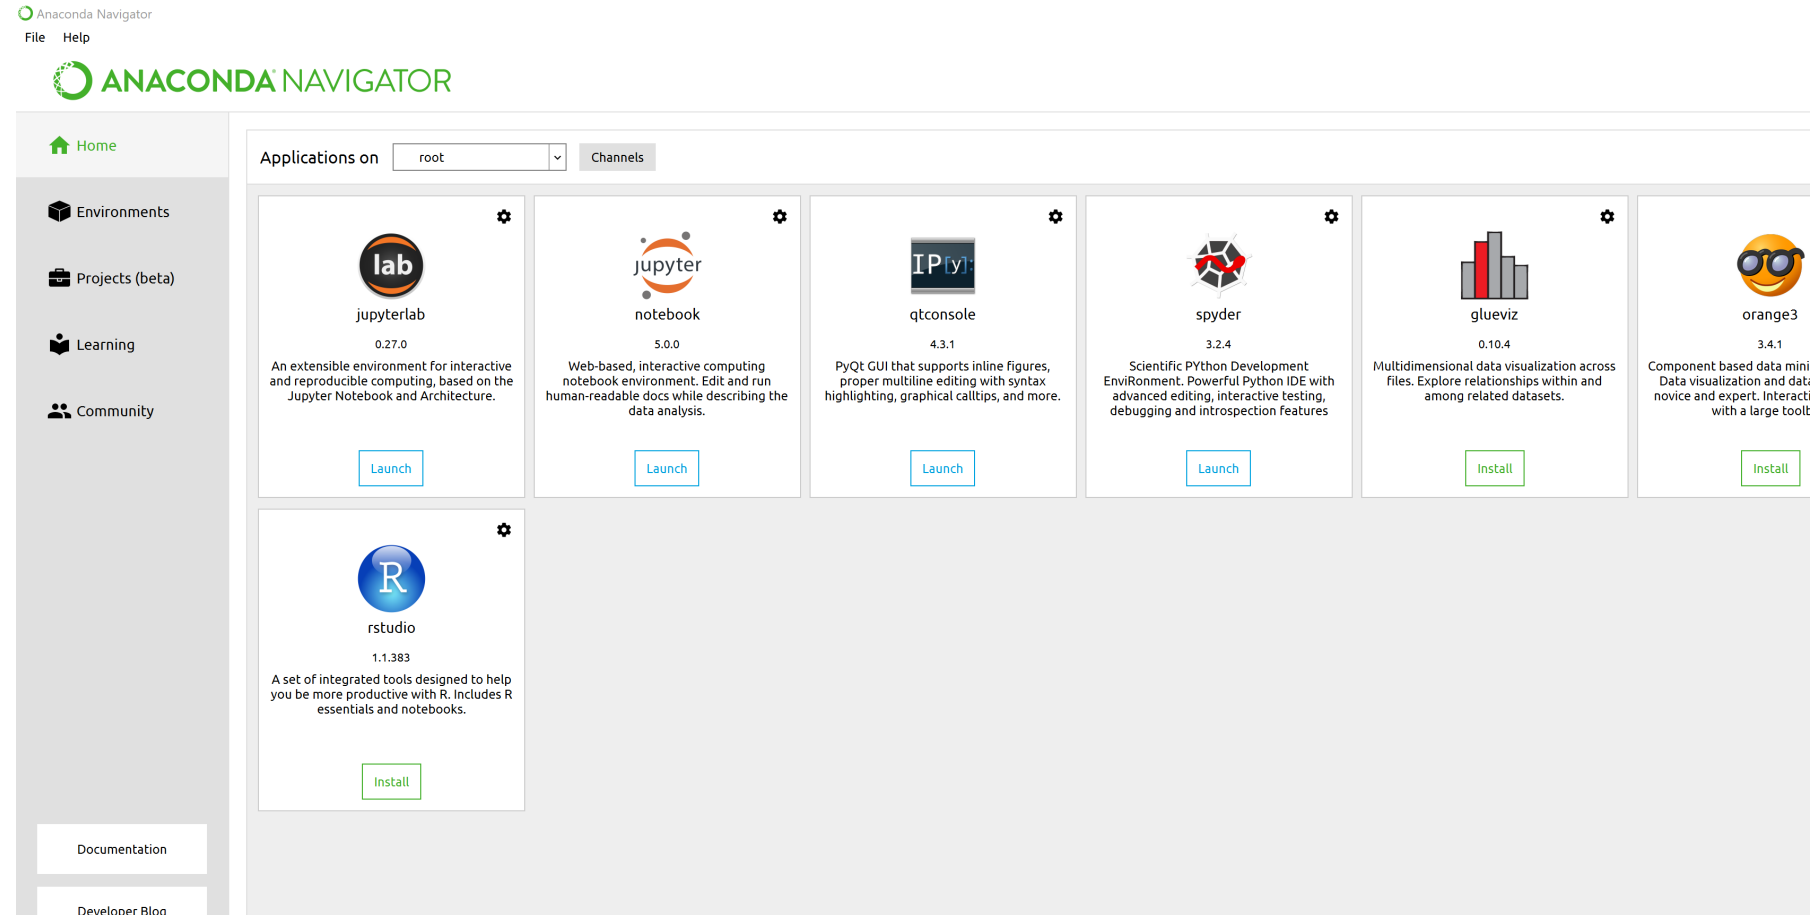 Anaconda Navigator
File Help
ANACONDA NAVIGATOR
Home
Environments
Projects (beta)
Learning
Community
Documentation
Developer Blog
Applications on root Channels
lab
jupyterlab
0.27.0
An extensible environment for interactive
and reproducible computing, based on the
Jupyter Notebook and Architecture.
Launch
jupyter
notebook
5.0.0
Web-based, interactive computing
notebook environment. Edit and run
human-readable docs while describing the
data analysis.
Launch
IP[y]:
qtconsole
4.3.1
PyQt GUI that supports inline figures,
proper multiline editing with syntax
highlighting, graphical calltips, and more.
Launch
spyder
3.2.4
Scientific PYthon Development
EnviRonment. Powerful Python IDE with
advanced editing, interactive testing,
debugging and introspection features
Launch
glueviz
0.10.4
Multidimensional data visualization across
files. Explore relationships within and
among related datasets.
Install
orange3
3.4.1
Component based data mini
Data visualization and data
novice and expert. Interacti
with a large toolb
Install
R
rstudio
1.1.383
A set of integrated tools designed to help
you be more productive with R. Includes R
essentials and notebooks.
Install